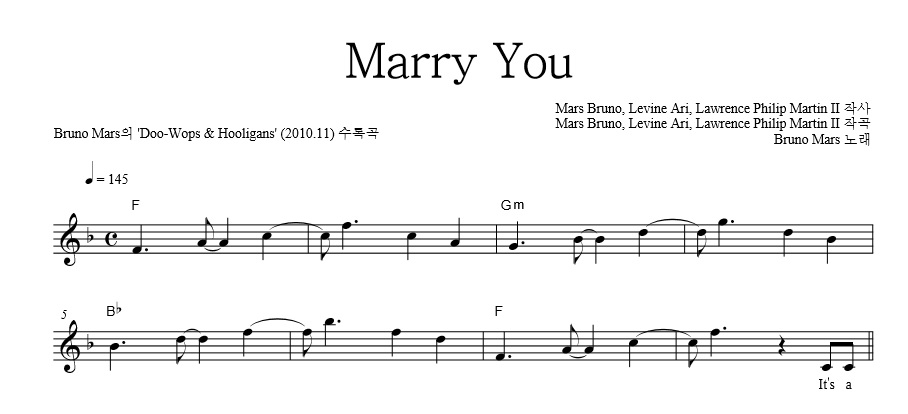 Marry You
Mars Bruno, Levine Ari, Lawrence Philip Martin II 작사
Mars Bruno, Levine Ari, Lawrence Philip Martin II 작곡
Bruno Mars의 'Doo-Wops & Hooligans' (2010.11) 수록곡
Bruno Mars 노래
♩ = 145
F Gm
5 B♭ F
It's a